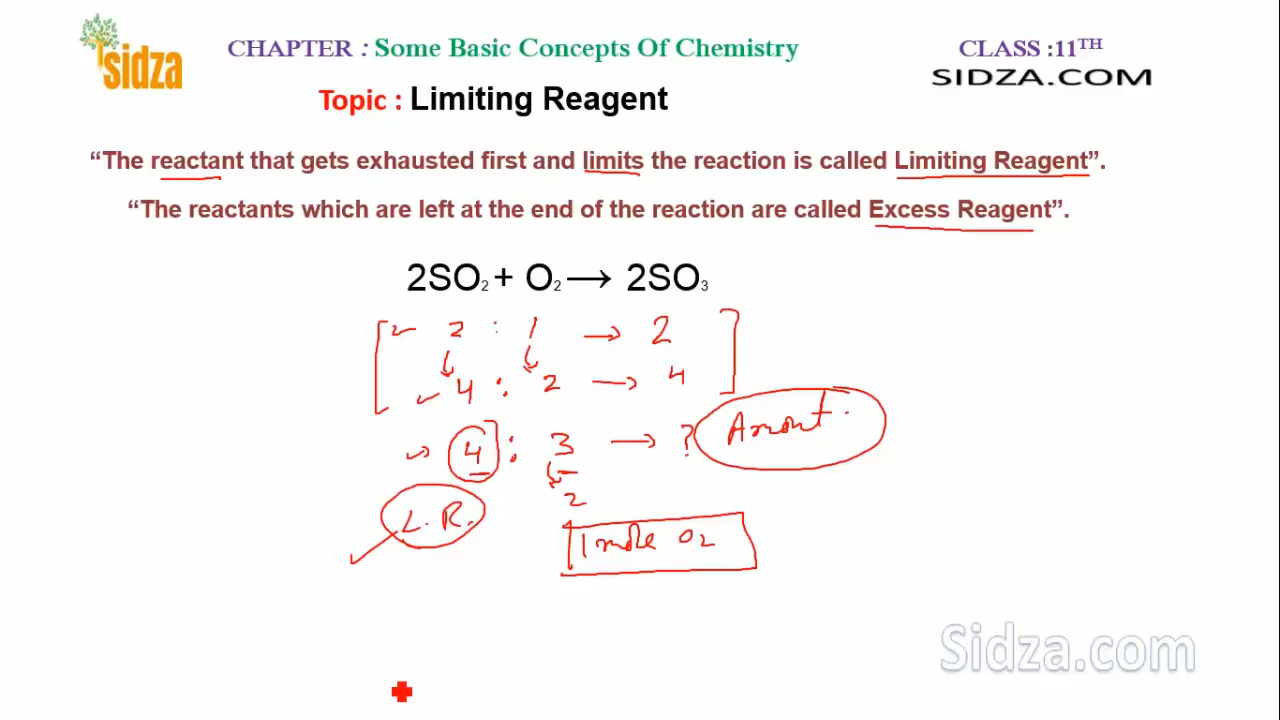 sidza
CHAPTER : Some Basic Concepts Of Chemistry
CLASS :11TH
SIDZA.COM
Topic : Limiting Reagent
“The reactant that gets exhausted first and limits the reaction is called Limiting Reagent”.
“The reactants which are left at the end of the reaction are called Excess Reagent”.
2SO2 + O2 → 2SO3
2 : 1 → 2
4 : 2 → 4
4 : 3 → ? Amount.
2
L.R.
1 mole O2
Sidza.com